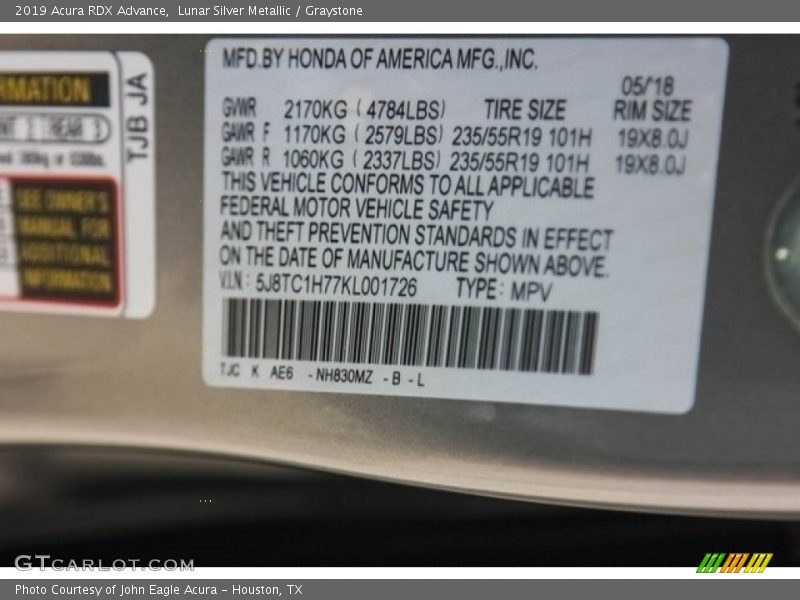 2019 Acura RDX Advance, Lunar Silver Metallic / Graystone
RMATION
REAR
TJB JA
SEE OWNER'S
MANUAL FOR
ADDITIONAL
INFORMATION
MFD.BY HONDA OF AMERICA MFG.,INC.
05/'18
GVWR 2170KG (4784LBS) TIRE SIZE RIM SIZE
GAWR F 1170KG (2579LBS) 235/55R19 101H 19X8.0J
GAWR R 1060KG (2337LBS) 235/55R19 101H 19X8.0J
THIS VEHICLE CONFORMS TO ALL APPLICABLE
FEDERAL MOTOR VEHICLE SAFETY
AND THEFT PREVENTION STANDARDS IN EFFECT
ON THE DATE OF MANUFACTURE SHOWN ABOVE.
V.I.N.: 5J8TC1H77KL001726 TYPE: MPV
TJC K AE6 -NH830MZ -B -L
GTCARLOT.COM
Photo Courtesy of John Eagle Acura - Houston, TX